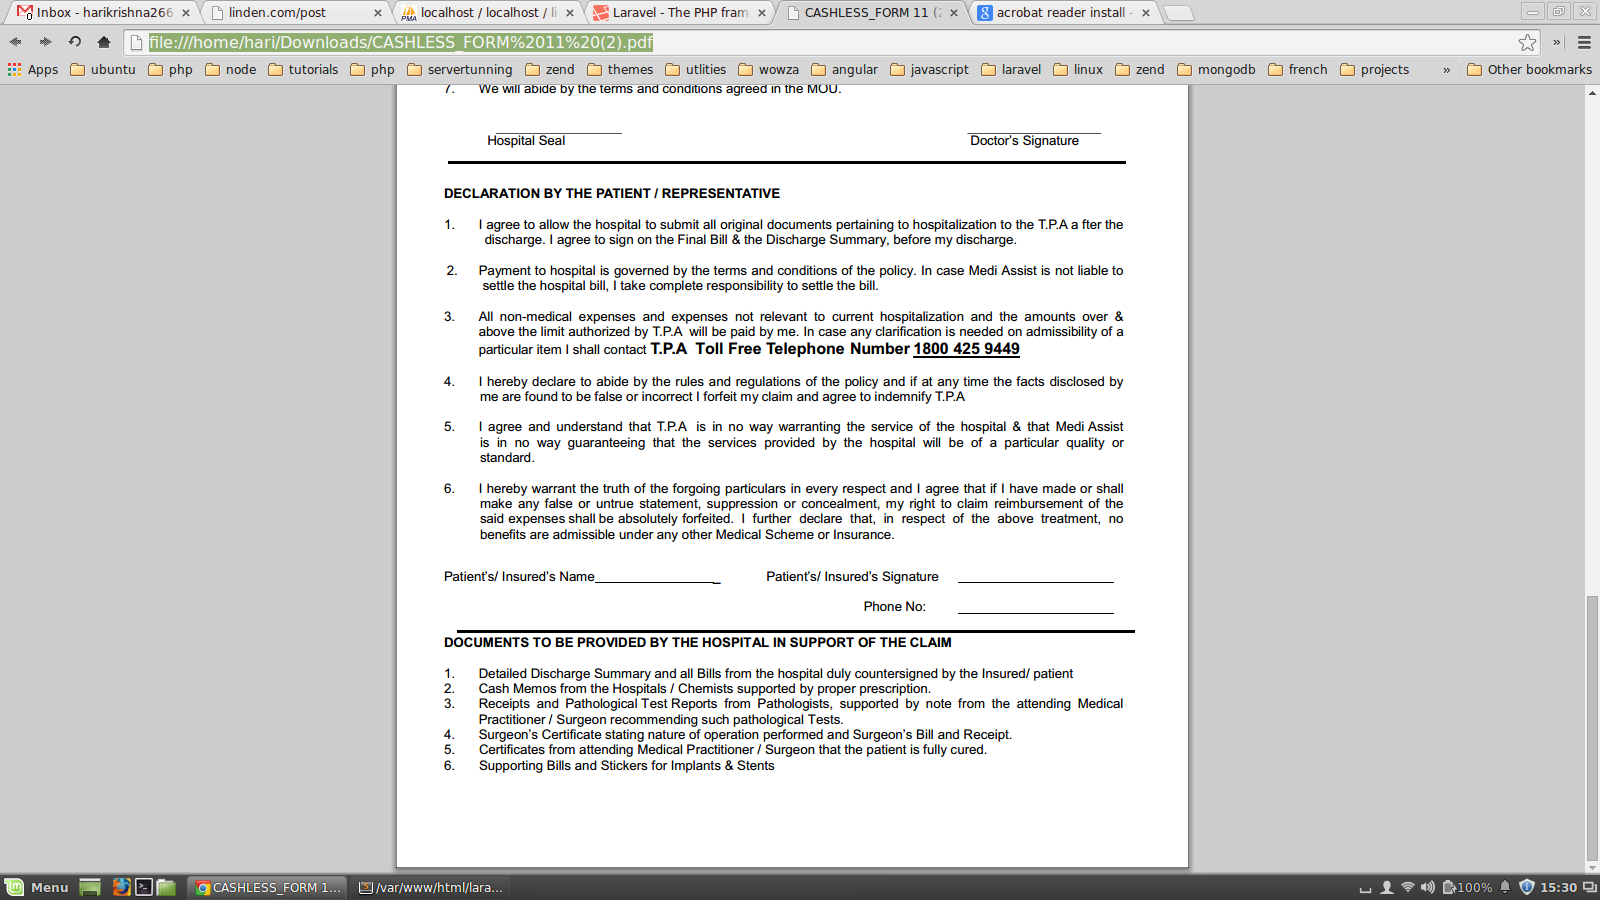 Inbox - harikrishna266
linden.com/post
localhost / localhost / li
Laravel - The PHP fram
CASHLESS_FORM 11 (2
acrobat reader install -
file:///home/hari/Downloads/CASHLESS_FORM%2011%20(2).pdf
Apps ubuntu php node tutorials php servertunning zend themes utlities wowza angular javascript laravel linux zend mongodb french projects » Other bookmarks
7. We will abide by the terms and conditions agreed in the MOU.
Hospital Seal Doctor's Signature
DECLARATION BY THE PATIENT / REPRESENTATIVE
1. I agree to allow the hospital to submit all original documents pertaining to hospitalization to the T.P.A a fter the
discharge. I agree to sign on the Final Bill & the Discharge Summary, before my discharge.
2. Payment to hospital is governed by the terms and conditions of the policy. In case Medi Assist is not liable to
settle the hospital bill, I take complete responsibility to settle the bill.
3. All non-medical expenses and expenses not relevant to current hospitalization and the amounts over &
above the limit authorized by T.P.A will be paid by me. In case any clarification is needed on admissibility of a
particular item I shall contact T.P.A Toll Free Telephone Number 1800 425 9449
4. I hereby declare to abide by the rules and regulations of the policy and if at any time the facts disclosed by
me are found to be false or incorrect I forfeit my claim and agree to indemnify T.P.A
5. I agree and understand that T.P.A is in no way warranting the service of the hospital & that Medi Assist
is in no way guaranteeing that the services provided by the hospital will be of a particular quality or
standard.
6. I hereby warrant the truth of the forgoing particulars in every respect and I agree that if I have made or shall
make any false or untrue statement, suppression or concealment, my right to claim reimbursement of the
said expenses shall be absolutely forfeited. I further declare that, in respect of the above treatment, no
benefits are admissible under any other Medical Scheme or Insurance.
Patient's/ Insured's Name Patient's/ Insured's Signature
Phone No:
DOCUMENTS TO BE PROVIDED BY THE HOSPITAL IN SUPPORT OF THE CLAIM
1. Detailed Discharge Summary and all Bills from the hospital duly countersigned by the Insured/ patient
2. Cash Memos from the Hospitals / Chemists supported by proper prescription.
3. Receipts and Pathological Test Reports from Pathologists, supported by note from the attending Medical
Practitioner / Surgeon recommending such pathological Tests.
4. Surgeon's Certificate stating nature of operation performed and Surgeon's Bill and Receipt.
5. Certificates from attending Medical Practitioner / Surgeon that the patient is fully cured.
6. Supporting Bills and Stickers for Implants & Stents
Menu CASHLESS_FORM 1... /var/www/html/lara... 100% 15:30